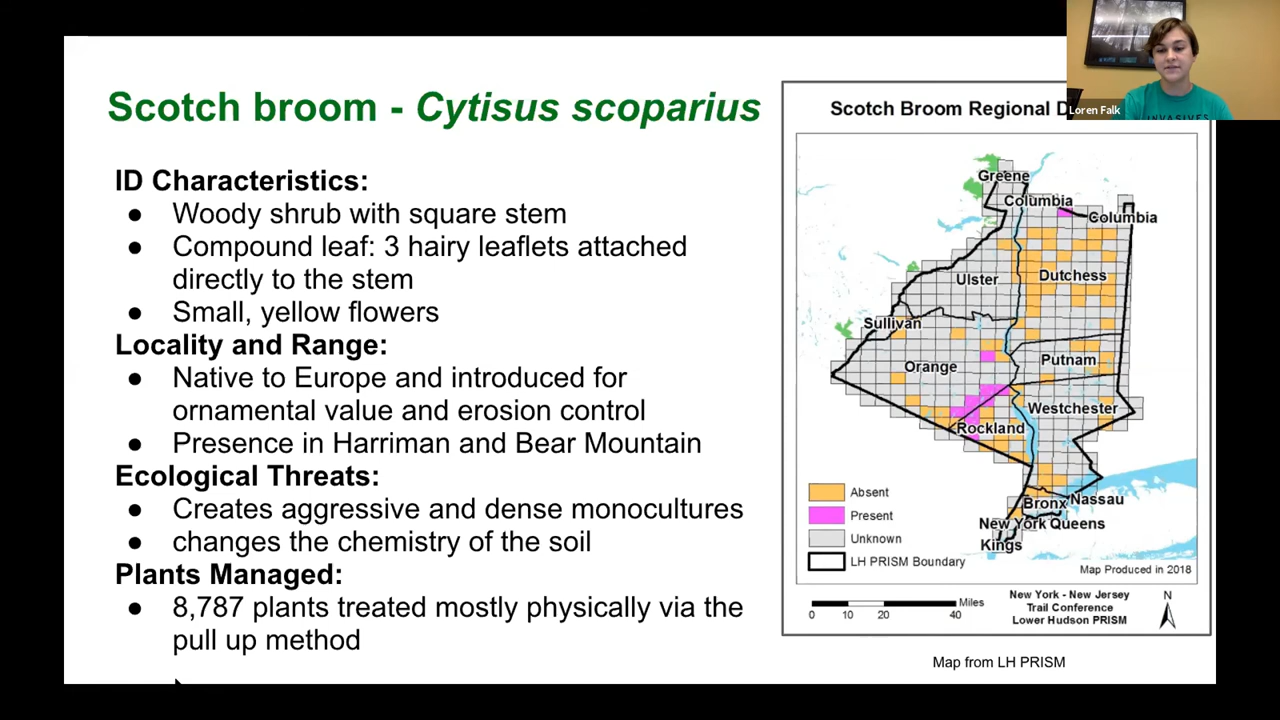 Scotch broom - Cytisus scoparius
ID Characteristics:
● Woody shrub with square stem
● Compound leaf: 3 hairy leaflets attached
directly to the stem
● Small, yellow flowers
Locality and Range:
● Native to Europe and introduced for
ornamental value and erosion control
● Presence in Harriman and Bear Mountain
Ecological Threats:
● Creates aggressive and dense monocultures
● changes the chemistry of the soil
Plants Managed:
● 8,787 plants treated mostly physically via the
pull up method
Scotch Broom Regional D
Greene
Columbia
Columbia
Ulster
Dutchess
Sullivan
Orange
Putnam
Westchester
Rockland
Bronx
Nassau
New York
Queens
Kings
Absent
Present
Unknown
LH PRISM Boundary
Map Produced in 2018
Miles
0 10 20 40
New York - New Jersey
Trail Conference
Lower Hudson PRISM
N
Map from LH PRISM
Loren Falk
INVASIVES